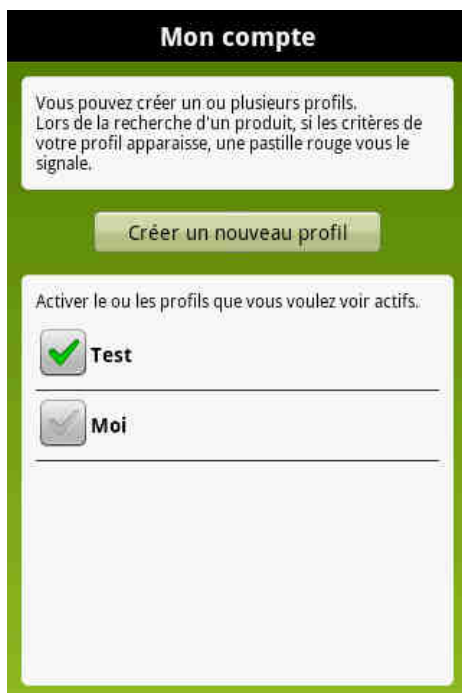 Mon compte
Vous pouvez créer un ou plusieurs profils.
Lors de la recherche d'un produit, si les critères de
votre profil apparaisse, une pastille rouge vous le
signale.
Créer un nouveau profil
Activer le ou les profils que vous voulez voir actifs.
Test
Moi